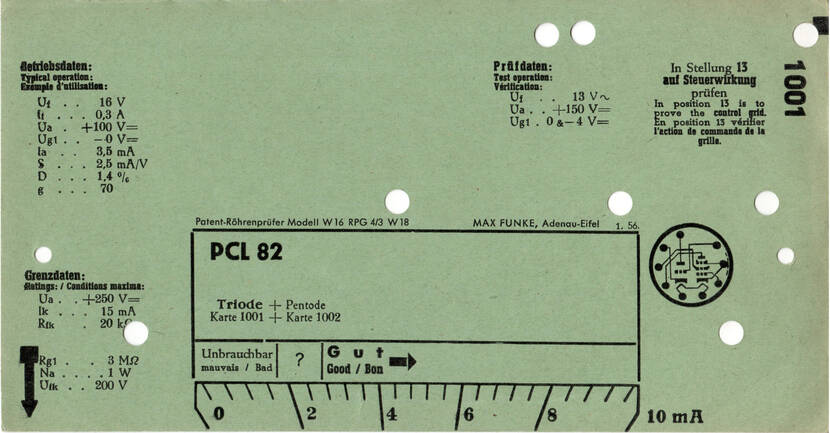 Betriebsdaten:
Typical operation:
Exemple d'utilisation:
Uf . . 16 V
If . . . 0,3 A
Ua . +100 V=
Ug1 . . —0 V=
Ia . . . 3,5 mA
S . . . 2,5 mA/V
D . . . 1,4 %
g . . . 70
Prüfdaten:
Test operation:
Vérification:
Uf . . 13 V~
Ua . . +150 V=
Ug1 . 0 &—4 V=
In Stellung 13
auf Steuerwirkung
prüfen
In position 13 is to
prove the control grid.
En position 13 vérifier
l'action de commande de la
grille.
1001
Patent-Röhrenprüfer Modell W16 RPG 4/3 W18 MAX FUNKE, Adenau-Eifel 1. 56.
PCL 82
Triode + Pentode
Karte 1001 + Karte 1002
Grenzdaten:
Ratings: / Conditions maxima:
Ua . . +250 V=
Ik . . . 15 mA
Rfk . 20 kΩ
Rg1 . . 3 MΩ
Na . . . . 1 W
Ufk . . 200 V
Unbrauchbar
mauvais / Bad
?
Gut
Good / Bon
0 2 4 6 8 10 mA